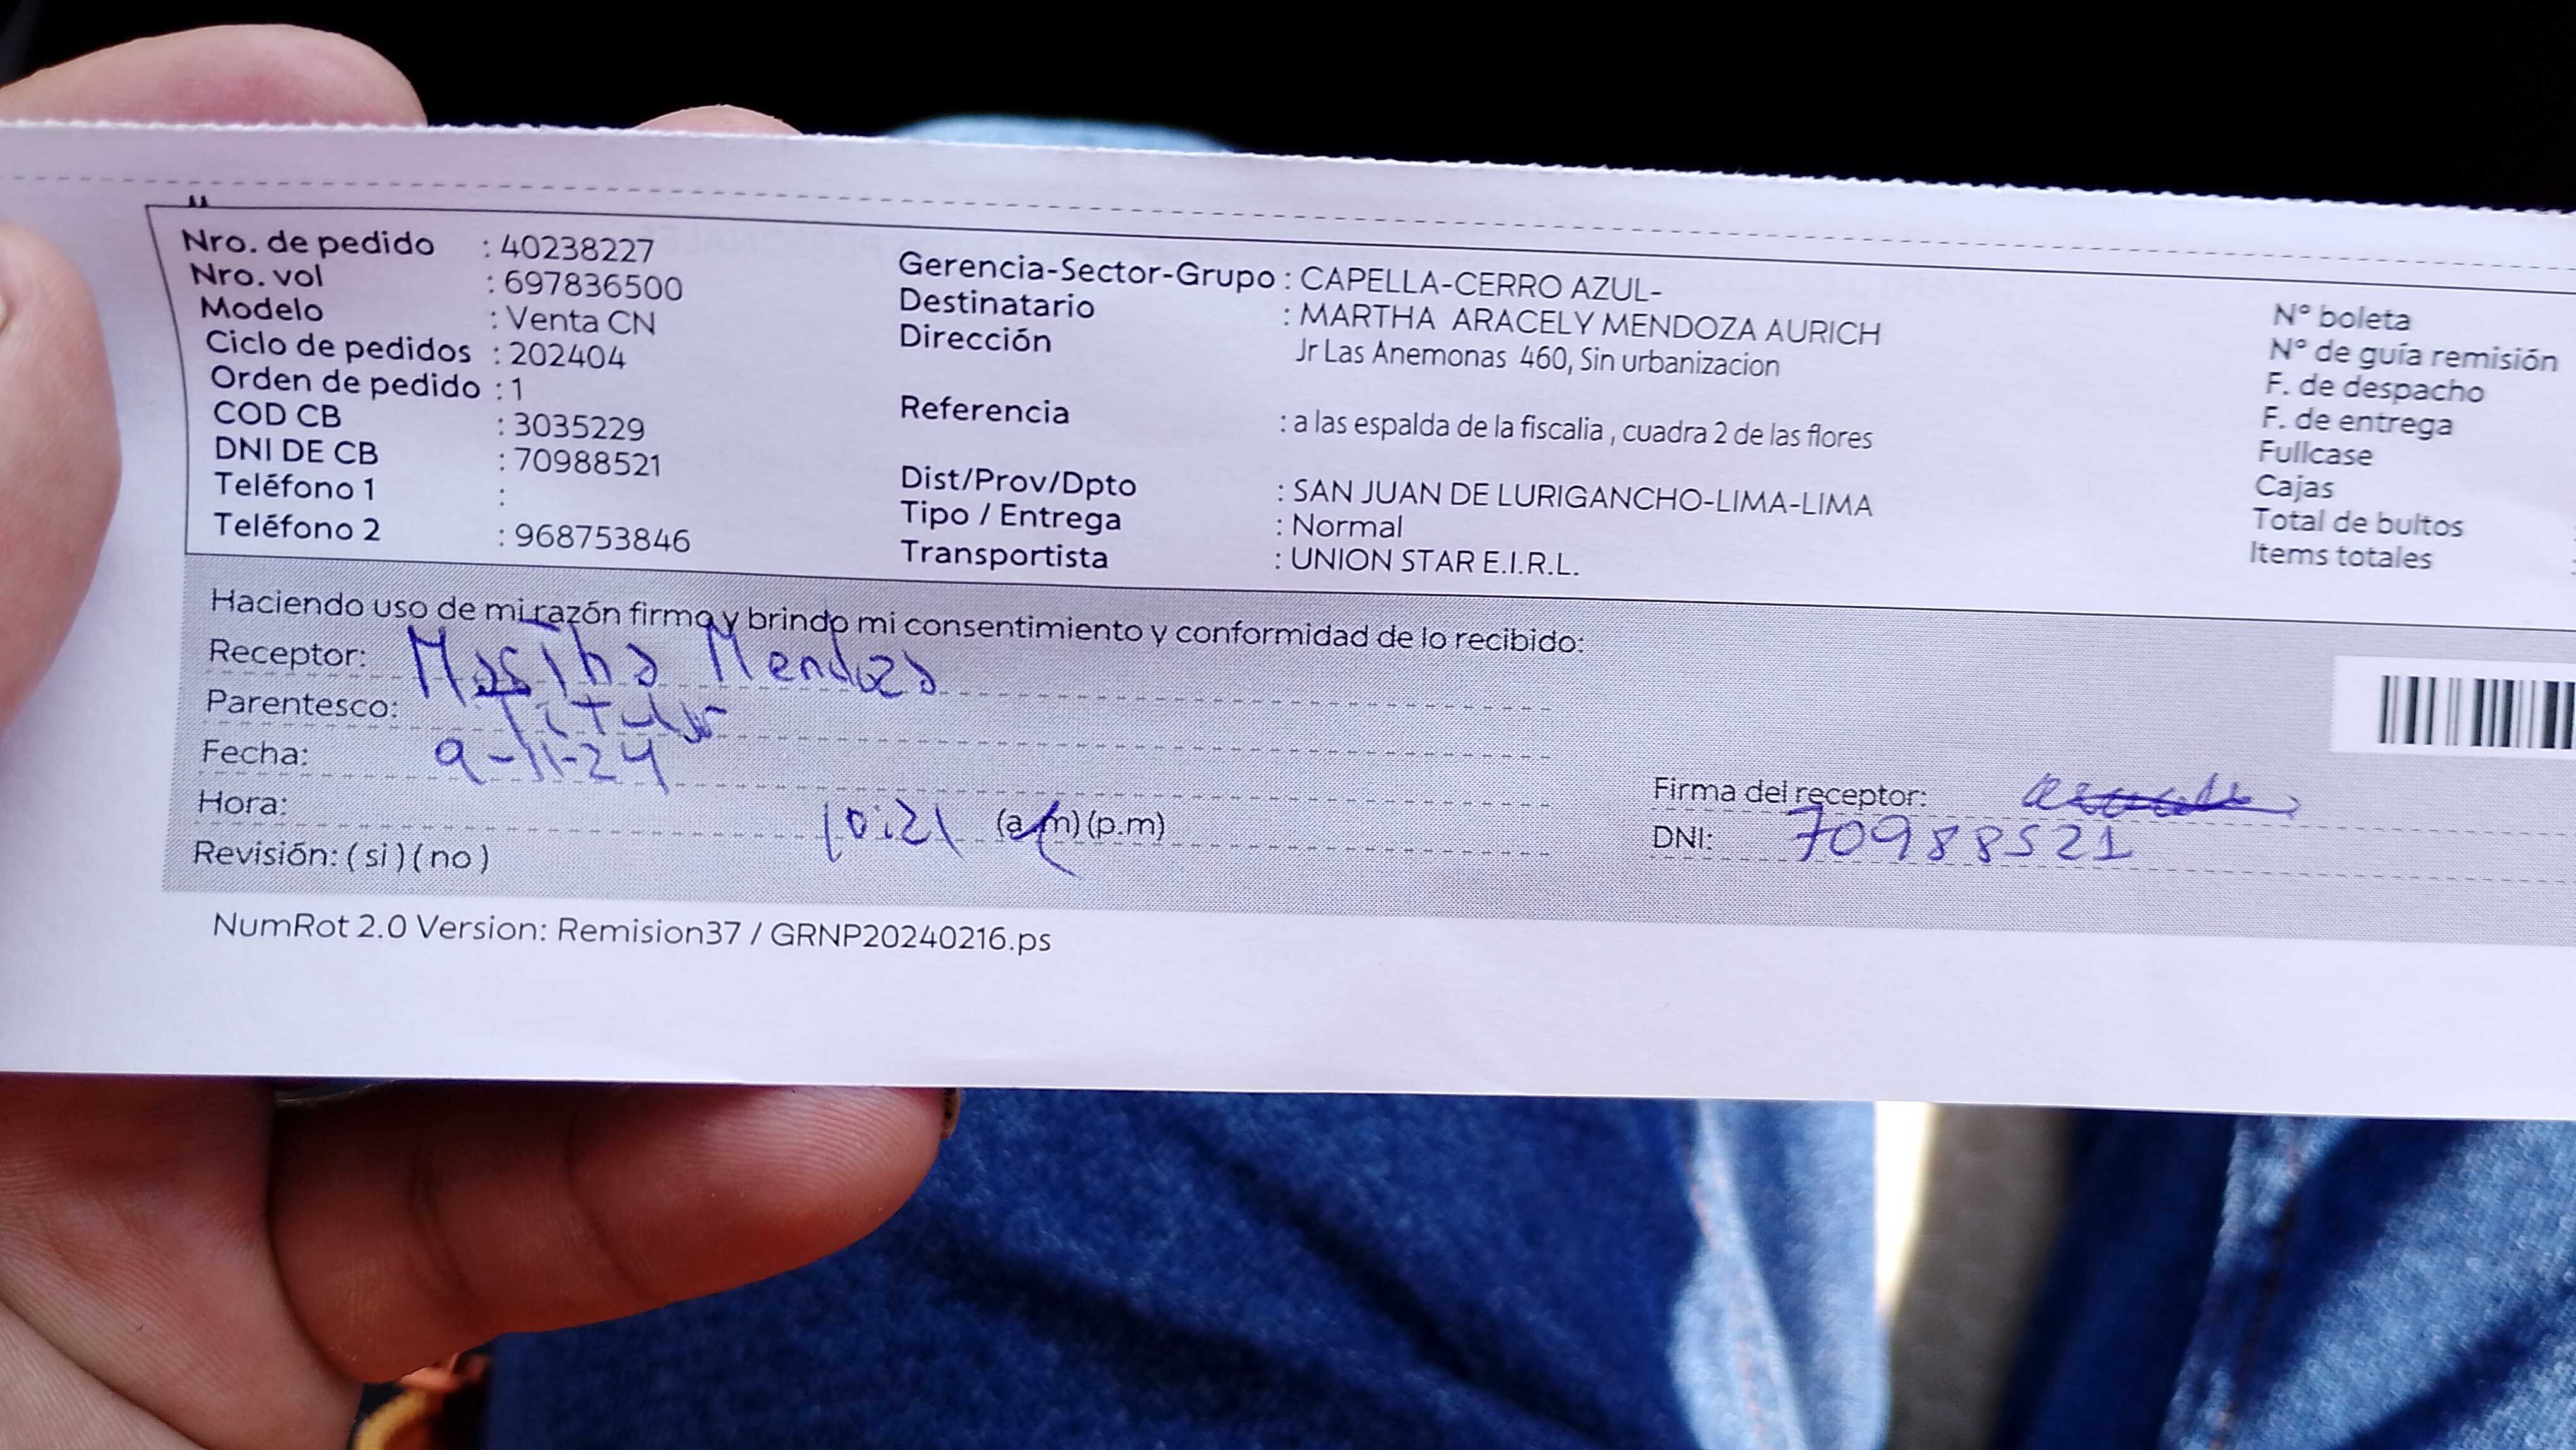 Nro. de pedido : 40238227
Nro. vol : 697836500
Modelo : Venta CN
Ciclo de pedidos : 202404
Orden de pedido : 1
COD CB : 3035229
DNI DE CB : 70988521
Teléfono 1 :
Teléfono 2 : 968753846
Gerencia-Sector-Grupo : CAPELLA-CERRO AZUL-
Destinatario : MARTHA ARACELY MENDOZA AURICH
Dirección Jr Las Anemonas 460, Sin urbanizacion
Referencia : a las espalda de la fiscalia , cuadra 2 de las flores
Dist/Prov/Dpto : SAN JUAN DE LURIGANCHO-LIMA-LIMA
Tipo / Entrega : Normal
Transportista : UNION STAR E.I.R.L.
Nº boleta
Nº de guía remisión
F. de despacho
F. de entrega
Fullcase
Cajas
Total de bultos :
Items totales :
Haciendo uso de mi razón firmo y brindo mi consentimiento y conformidad de lo recibido:
Receptor: Martha Mendoza
Parentesco: Titular
Fecha: 9-11-24
Hora: 10:21 (a.m) (p.m)
Revisión: ( si ) ( no )
Firma del receptor:
DNI: 70988521
NumRot 2.0 Version: Remision37 / GRNP20240216.ps